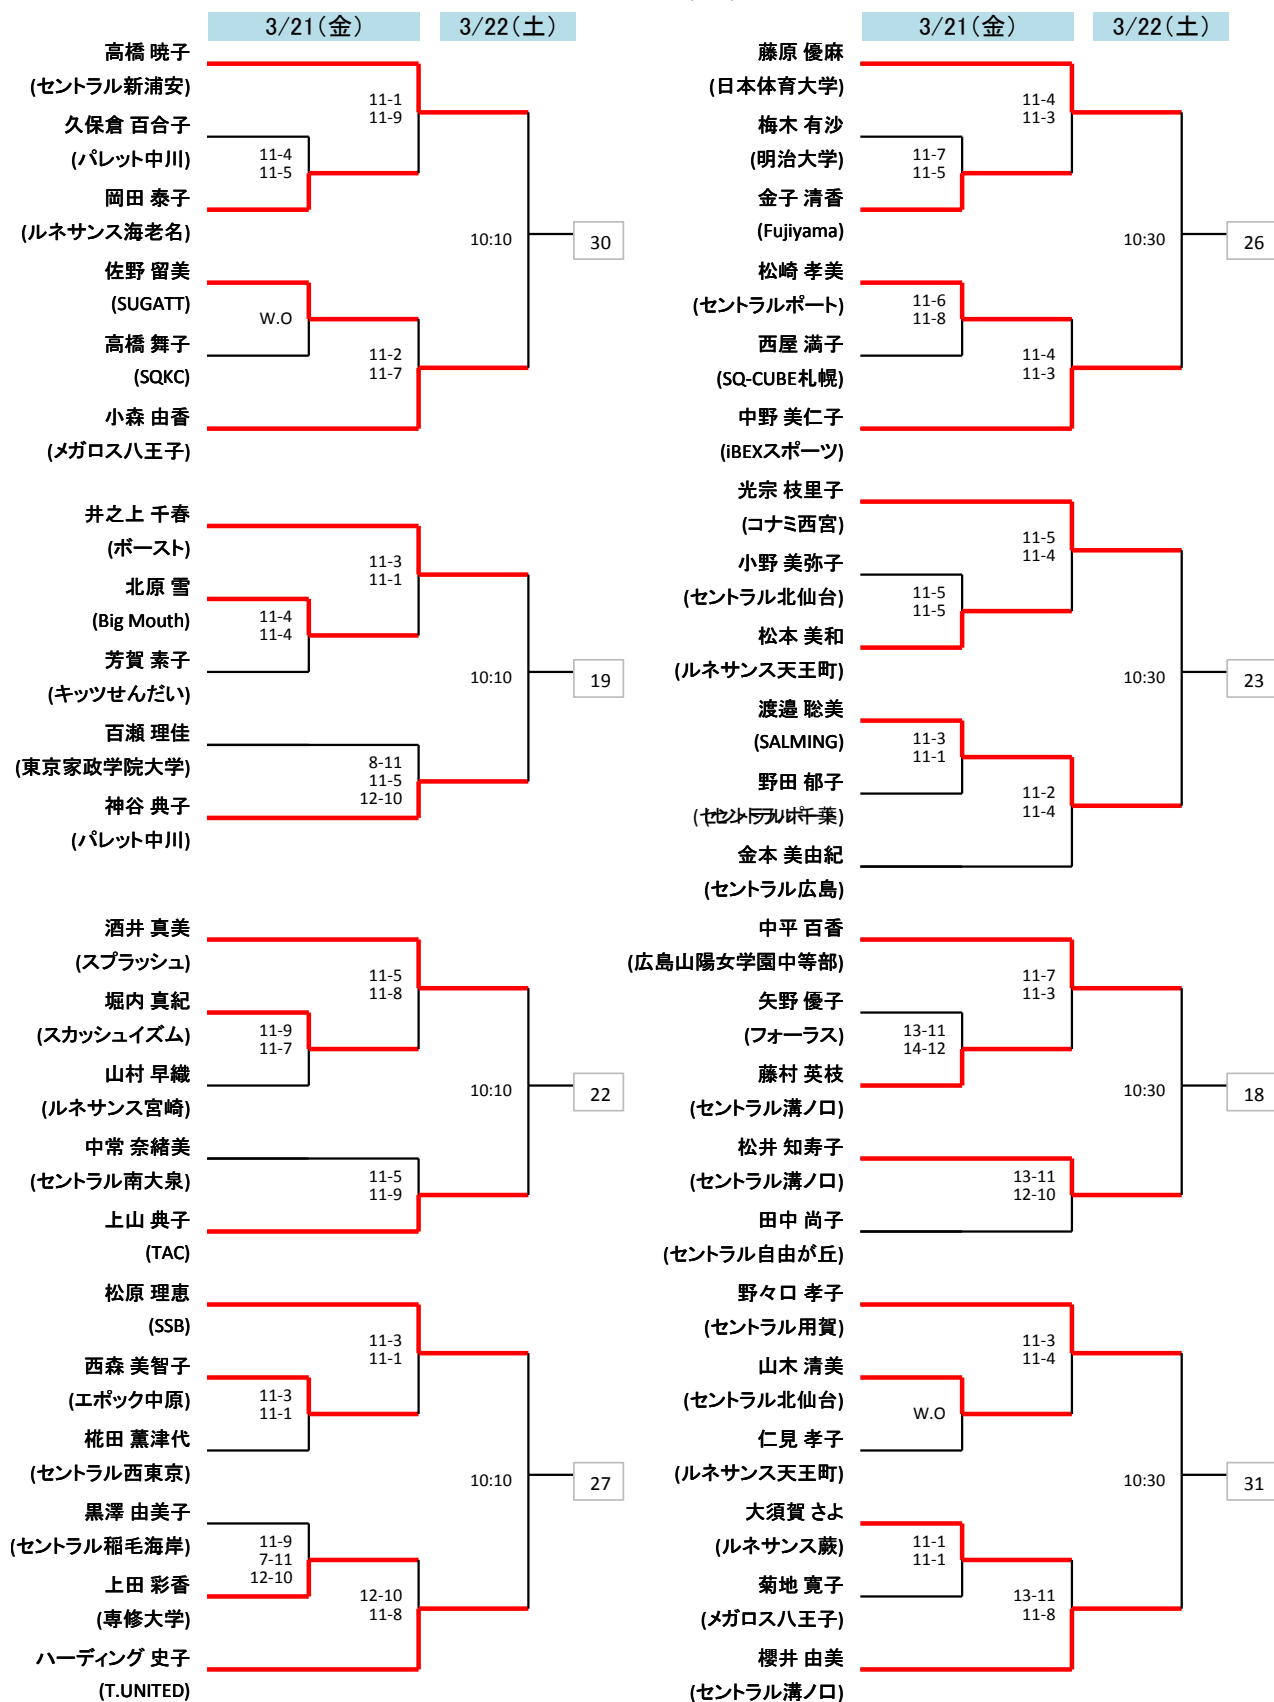 3/21(金)
3/22(土)
高橋 暁子
(セントラル新浦安)
11-1
11-9
久保倉 百合子
(パレット中川)
11-4
11-5
岡田 泰子
(ルネサンス海老名)
10:10
30
佐野 留美
(SUGATT)
W.O
高橋 舞子
(SQKC)
11-2
11-7
小森 由香
(メガロス八王子)
井之上 千春
(ボースト)
11-3
11-1
北原 雪
(Big Mouth)
11-4
11-4
芳賀 素子
(キッツせんだい)
10:10
19
百瀬 理佳
(東京家政学院大学)
8-11
11-5
12-10
神谷 典子
(パレット中川)
酒井 真美
(スプラッシュ)
11-5
11-8
堀内 真紀
(スカッシュイズム)
11-9
11-7
山村 早織
(ルネサンス宮崎)
10:10
22
中常 奈緒美
(セントラル南大泉)
11-5
11-9
上山 典子
(TAC)
松原 理恵
(SSB)
11-3
11-1
西森 美智子
(エポック中原)
11-3
11-1
椛田 薫津代
(セントラル西東京)
10:10
27
黒澤 由美子
(セントラル稲毛海岸)
11-9
7-11
12-10
上田 彩香
(専修大学)
12-10
11-8
ハーディング 史子
(T.UNITED)
3/21(金)
3/22(土)
藤原 優麻
(日本体育大学)
11-4
11-3
梅木 有沙
(明治大学)
11-7
11-5
金子 清香
(Fujiyama)
10:30
26
松崎 孝美
(セントラルポート)
11-6
11-8
西屋 満子
(SQ-CUBE札幌)
11-4
11-3
中野 美仁子
(iBEXスポーツ)
光宗 枝里子
(コナミ西宮)
11-5
11-4
小野 美弥子
(セントラル北仙台)
11-5
11-5
松本 美和
(ルネサンス天王町)
10:30
23
渡邉 聡美
(SALMING)
11-3
11-1
野田 郁子
11-2
11-4
金本 美由紀
(セントラル広島)
中平 百香
(広島山陽女学園中等部)
11-7
11-3
矢野 優子
(フォーラス)
13-11
14-12
藤村 英枝
(セントラル溝ノ口)
10:30
18
松井 知寿子
(セントラル溝ノ口)
13-11
12-10
田中 尚子
(セントラル自由が丘)
野々口 孝子
(セントラル用賀)
11-3
11-4
山木 清美
(セントラル北仙台)
W.O
仁見 孝子
(ルネサンス天王町)
10:30
31
大須賀 さよ
(ルネサンス蕨)
11-1
11-1
菊地 寛子
(メガロス八王子)
13-11
11-8
櫻井 由美
(セントラル溝ノ口)